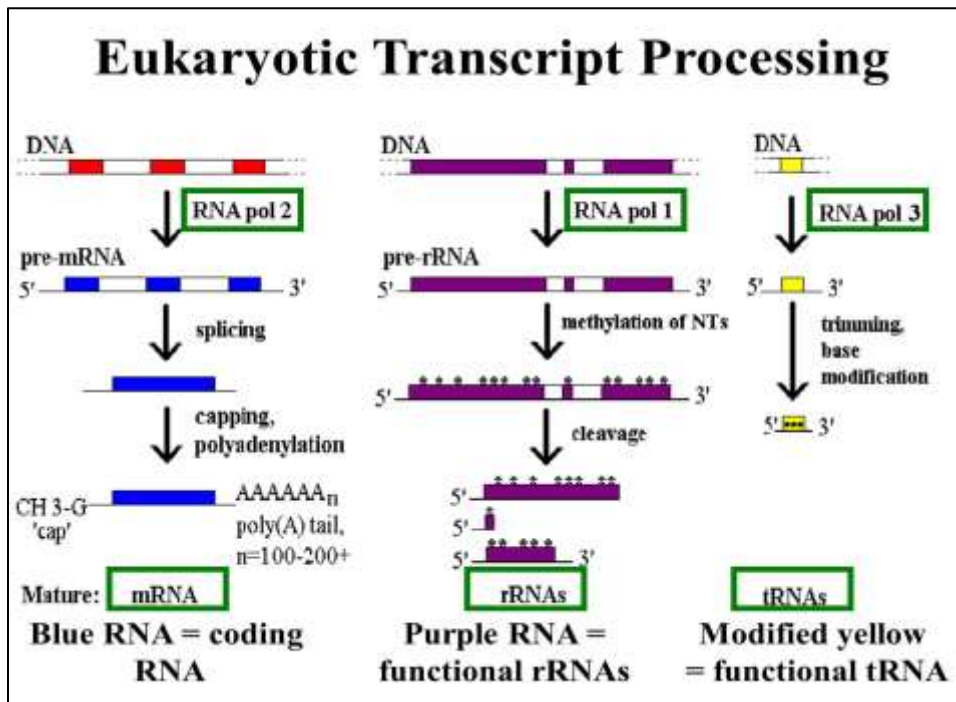 Eukaryotic Transcript Processing
DNA
RNA pol 2
pre-mRNA
5' 3'
splicing
capping,
polyadenylation
CH 3-G
'cap'
AAAAAAn
poly(A) tail,
n=100-200+
Mature: mRNA
Blue RNA = coding
RNA
DNA
RNA pol 1
pre-rRNA
5' 3'
methylation of NTs
5' 3'
cleavage
5'
5'
5' 3'
rRNAs
Purple RNA =
functional rRNAs
DNA
RNA pol 3
5' 3'
trimming,
base
modification
5' 3'
tRNAs
Modified yellow
= functional tRNA